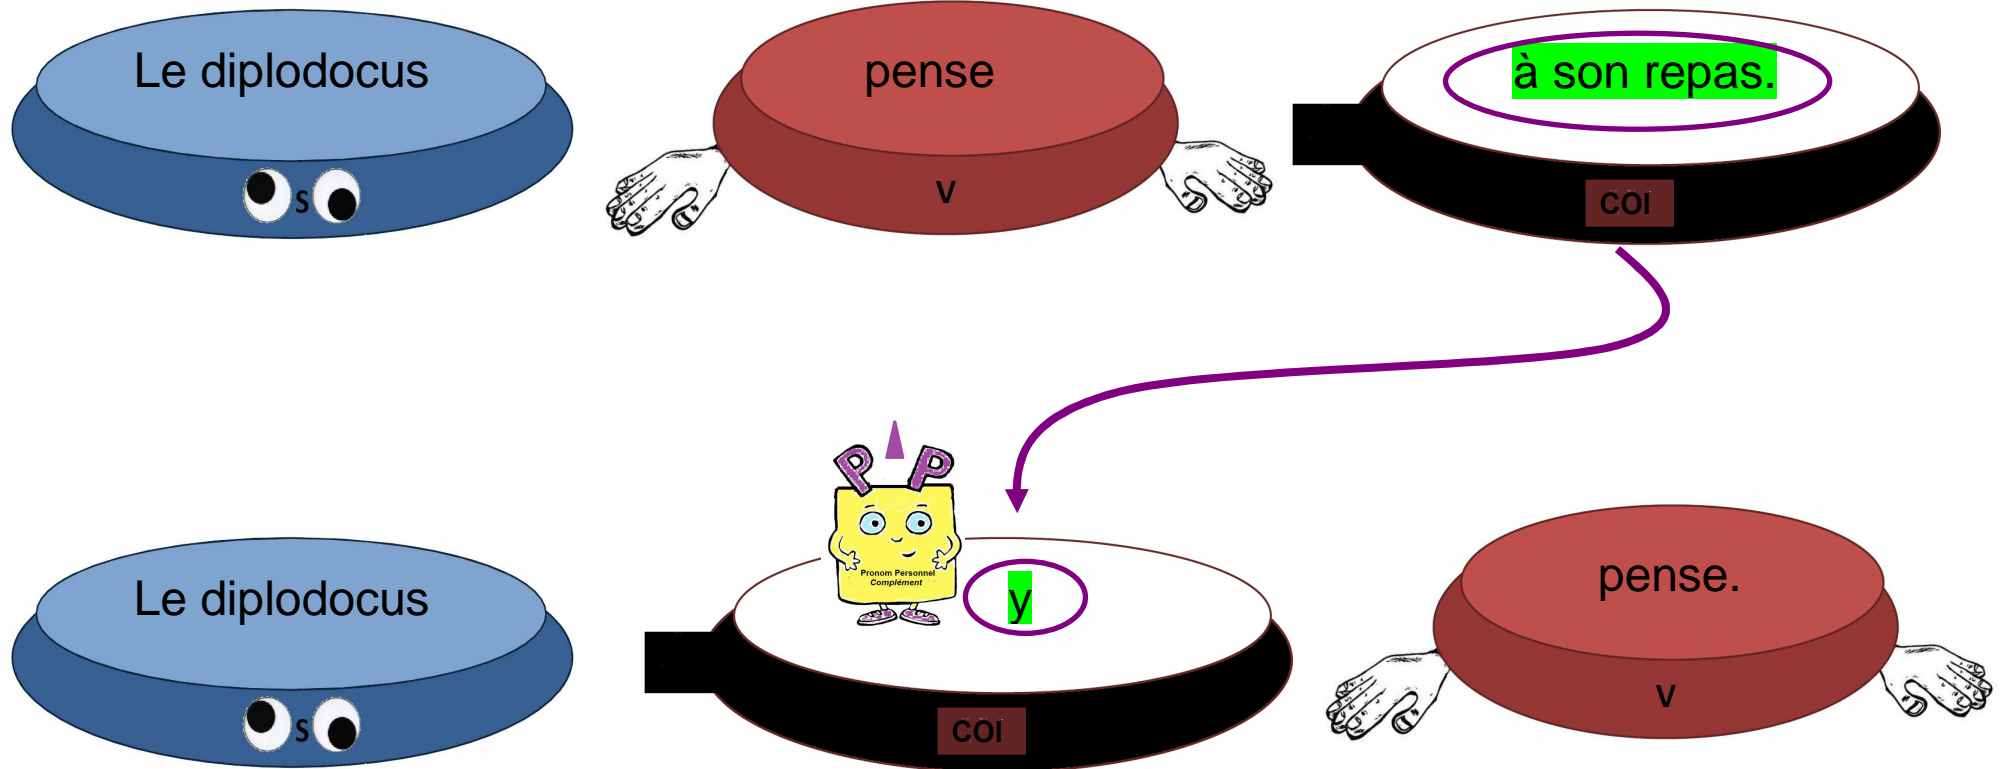 Le diplodocus pense à son repas.
S V COI
P P
Pronom Personnel
Complément
Le diplodocus y pense.
S COI V